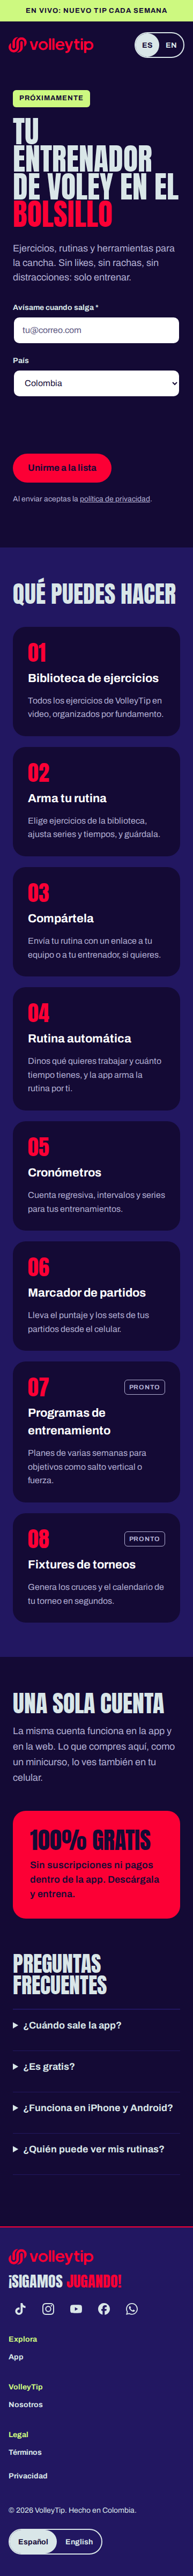 EN VIVO: NUEVO TIP CADA SEMANA
volleytip
ES EN
PRÓXIMAMENTE
TU
ENTRENADOR
DE VOLEY EN EL
BOLSILLO
Ejercicios, rutinas y herramientas para
la cancha. Sin likes, sin rachas, sin
distracciones: solo entrenar.
Avísame cuando salga *
tu@correo.com
País
Colombia
Unirme a la lista
Al enviar aceptas la política de privacidad.
QUÉ PUEDES HACER
01
Biblioteca de ejercicios
Todos los ejercicios de VolleyTip en
video, organizados por fundamento.
02
Arma tu rutina
Elige ejercicios de la biblioteca,
ajusta series y tiempos, y guárdala.
03
Compártela
Envía tu rutina con un enlace a tu
equipo o a tu entrenador, si quieres.
04
Rutina automática
Dinos qué quieres trabajar y cuánto
tiempo tienes, y la app arma la
rutina por ti.
05
Cronómetros
Cuenta regresiva, intervalos y series
para tus entrenamientos.
06
Marcador de partidos
Lleva el puntaje y los sets de tus
partidos desde el celular.
07
PRONTO
Programas de
entrenamiento
Planes de varias semanas para
objetivos como salto vertical o
fuerza.
08
PRONTO
Fixtures de torneos
Genera los cruces y el calendario de
tu torneo en segundos.
UNA SOLA CUENTA
La misma cuenta funciona en la app y
en la web. Lo que compres aquí, como
un minicurso, lo ves también en tu
celular.
100% GRATIS
Sin suscripciones ni pagos
dentro de la app. Descárgala
y entrena.
PREGUNTAS
FRECUENTES
¿Cuándo sale la app?
¿Es gratis?
¿Funciona en iPhone y Android?
¿Quién puede ver mis rutinas?
volleytip
¡SIGAMOS JUGANDO!
Explora
App
VolleyTip
Nosotros
Legal
Términos
Privacidad
© 2026 VolleyTip. Hecho en Colombia.
Español English